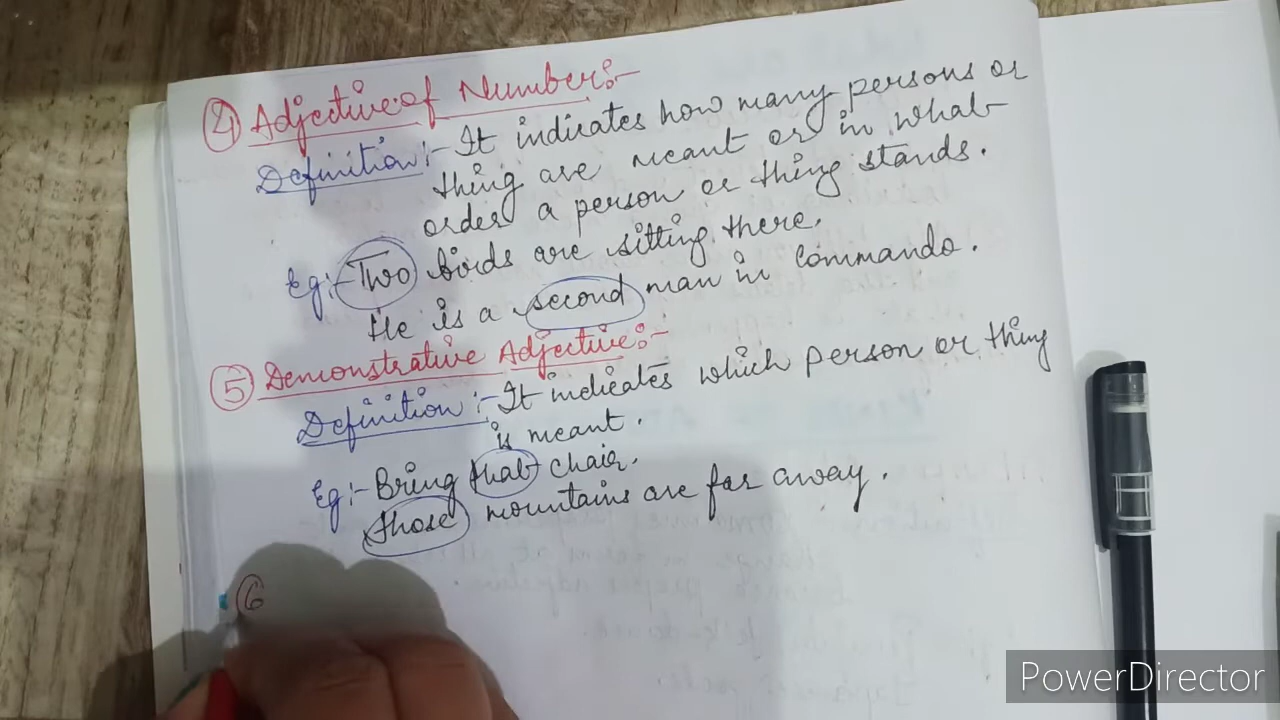 ④ Adjective of Number:-
Definition:- It indicates how many persons or
thing are meant or in what
order a person or thing stands.
Eg:- Two birds are sitting there.
He is a second man in commando.
⑤ Demonstrative Adjective:-
Definition:- It indicates which person or thing
is meant.
Eg:- Bring that chair.
those mountains are far away.
⑥
PowerDirector